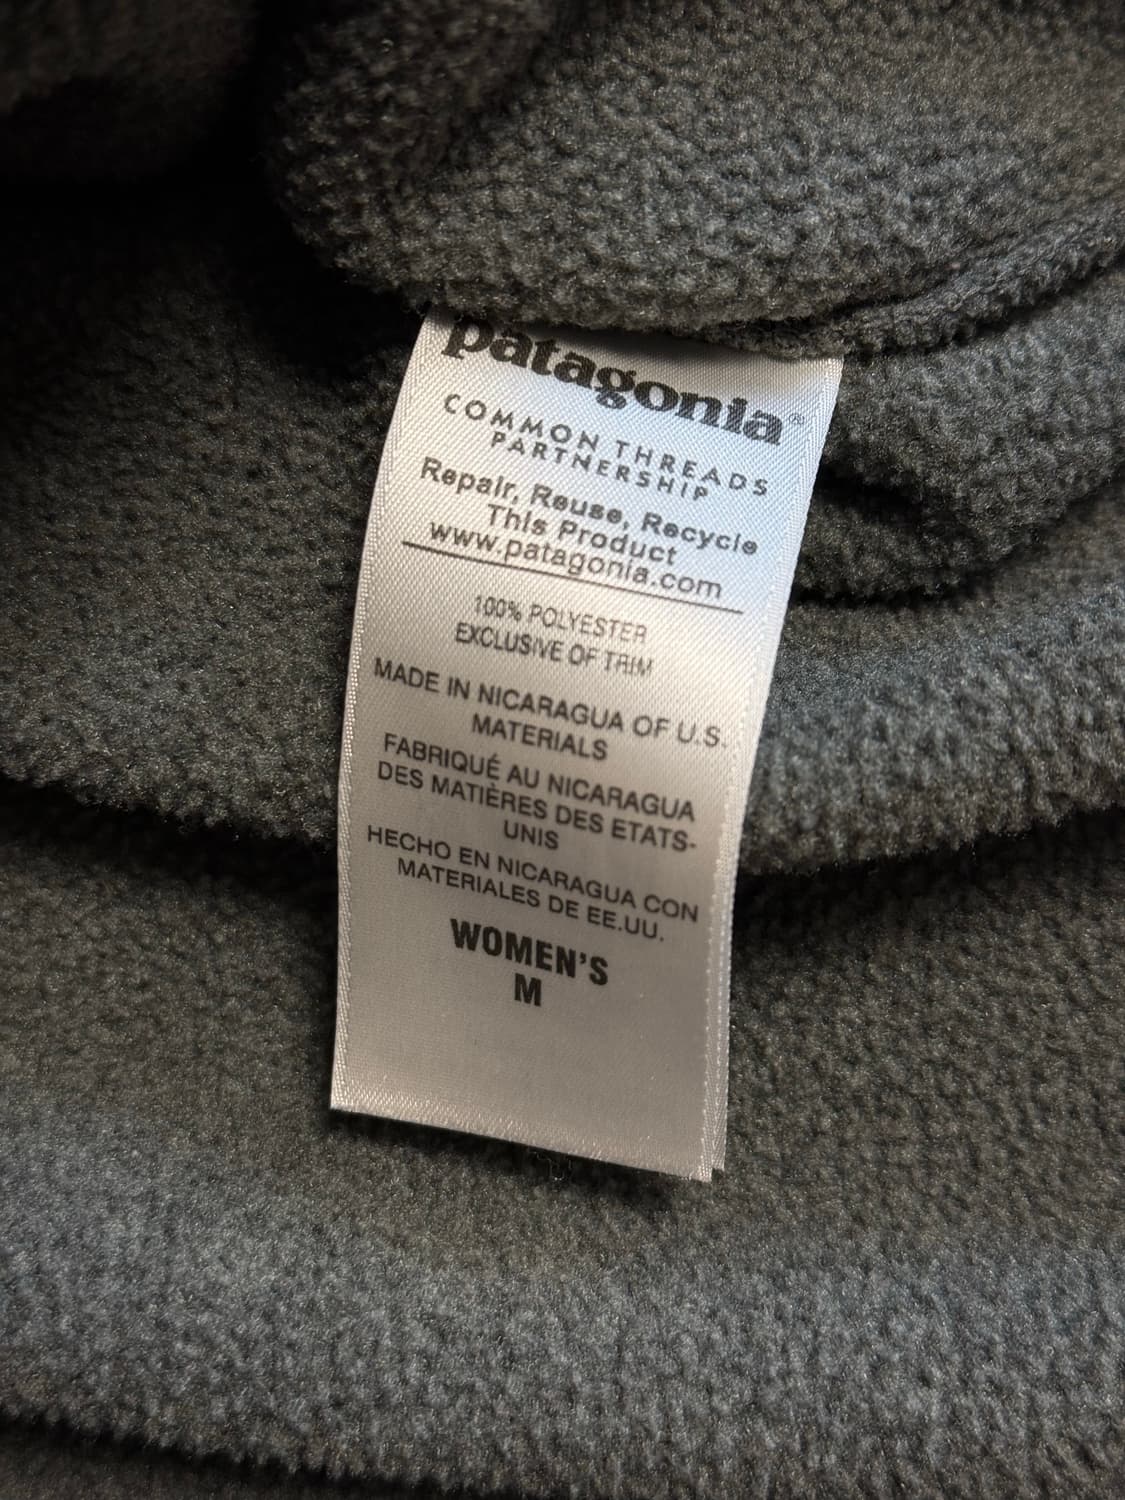 patagonia®
COMMON THREADS
PARTNERSHIP
Repair, Reuse, Recycle
This Product
www.patagonia.com
100% POLYESTER
EXCLUSIVE OF TRIM
MADE IN NICARAGUA OF U.S.
MATERIALS
FABRIQUÉ AU NICARAGUA
DES MATIÈRES DES ETATS-
UNIS
HECHO EN NICARAGUA CON
MATERIALES DE EE.UU.
WOMEN'S
M